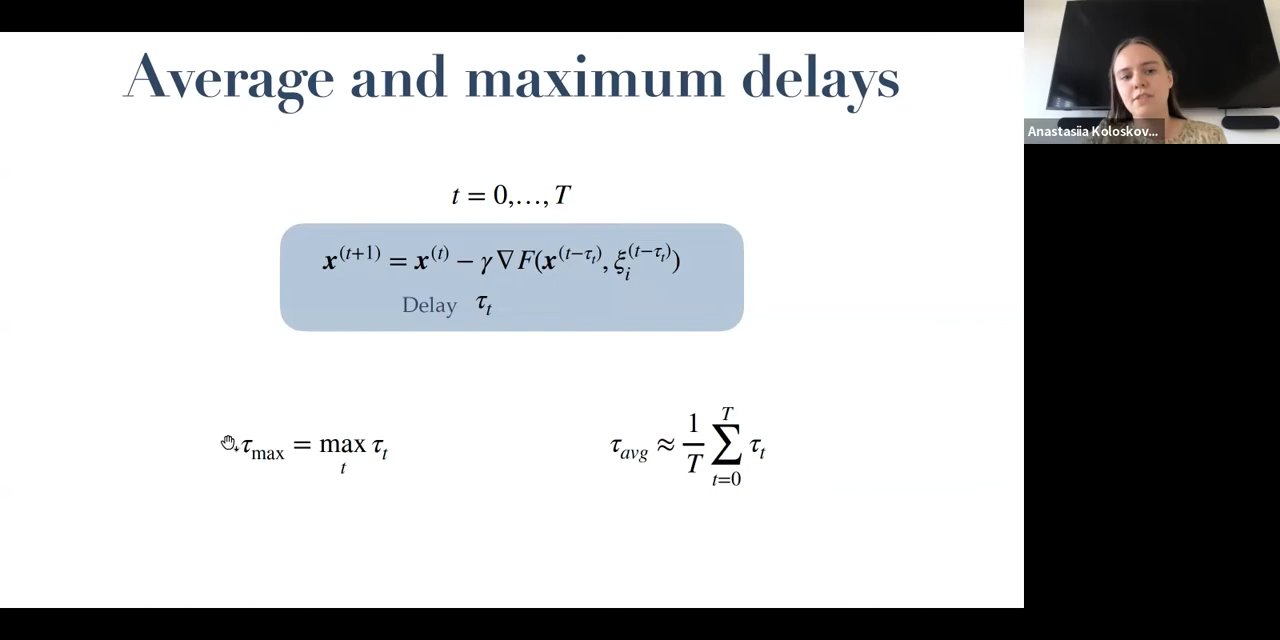 Average and maximum delays
Anastasiia Koloskov...
t = 0,…, T
x^(t+1) = x^(t) − γ∇F(x^(t−τ_t), ξ_i^(t−τ_t))
Delay τ_t
τ_max = max_t τ_t
τ_avg ≈ 1/T ∑_{t=0}^{T} τ_t